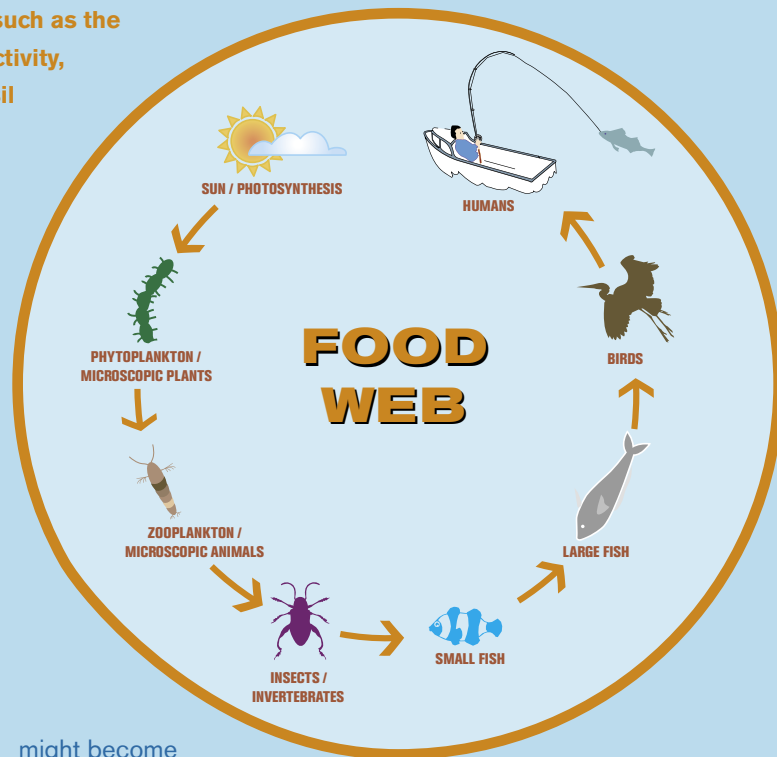 such as the
ctivity,
il
SUN / PHOTOSYNTHESIS
HUMANS
PHYTOPLANKTON /
MICROSCOPIC PLANTS
BIRDS
FOOD
WEB
ZOOPLANKTON /
MICROSCOPIC ANIMALS
LARGE FISH
INSECTS /
INVERTEBRATES
SMALL FISH
might become